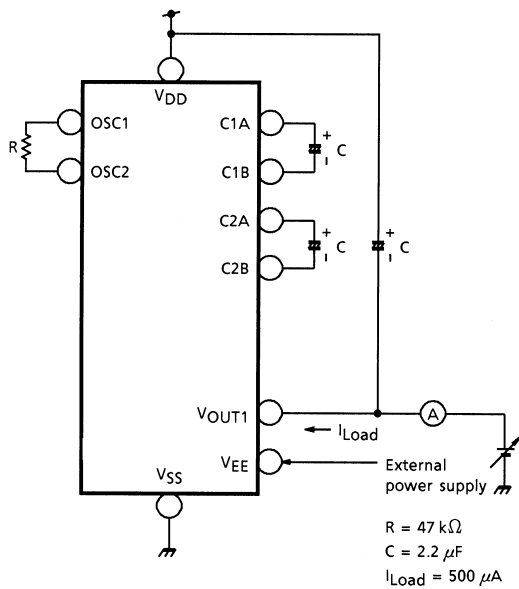 VDD
OSC1
C1A
+
C
R
OSC2
C1B
C2A
+
C
+
C
C2B
VOUT1
A
ILoad
VEE
External
power supply
VSS
R = 47 kΩ
C = 2.2 μF
ILoad = 500 μA